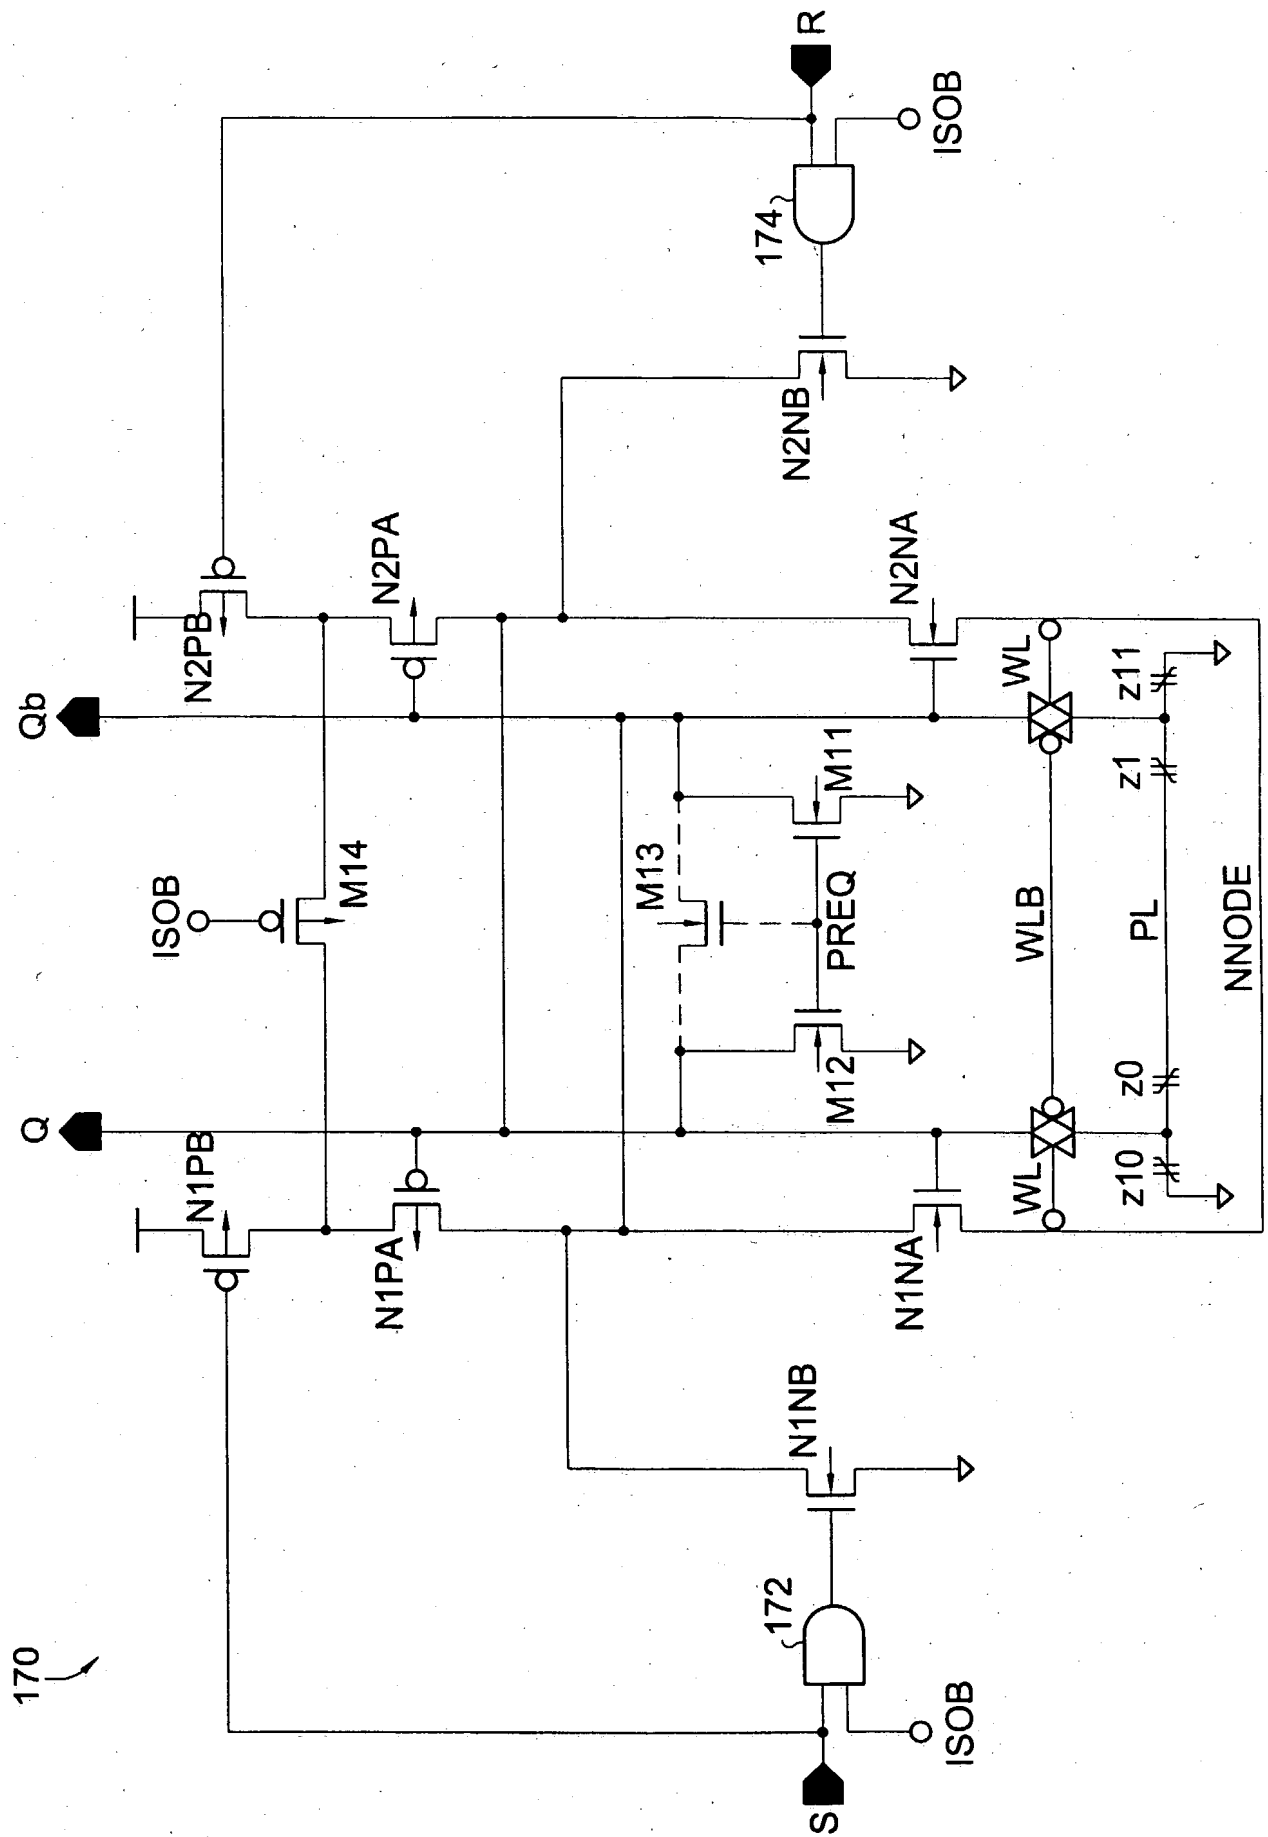 170
Q
Qb
N1PB
N2PB
ISOB
M14
N1PA
N2PA
M13
N1NB
M12
PREQ
M11
N2NB
174
R
ISOB
S
172
ISOB
N1NA
N2NA
WL
WLB
WL
z10
z0
PL
z1
z11
NNODE